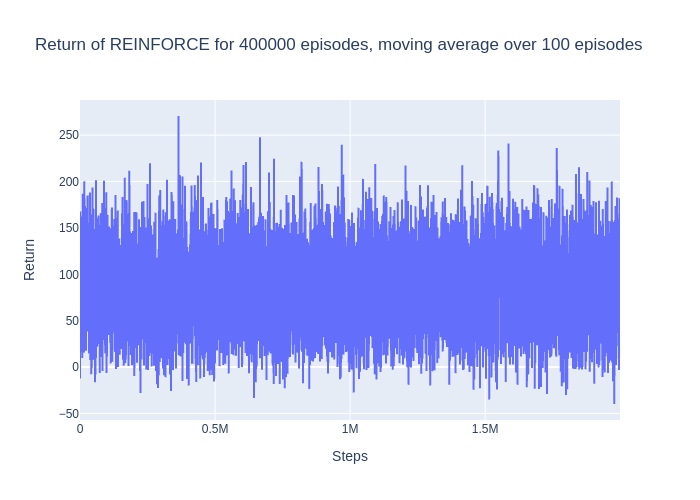 Return of REINFORCE for 400000 episodes, moving average over 100 episodes
250
200
150
100
50
0
−50
Return
0
0.5M
1M
1.5M
Steps